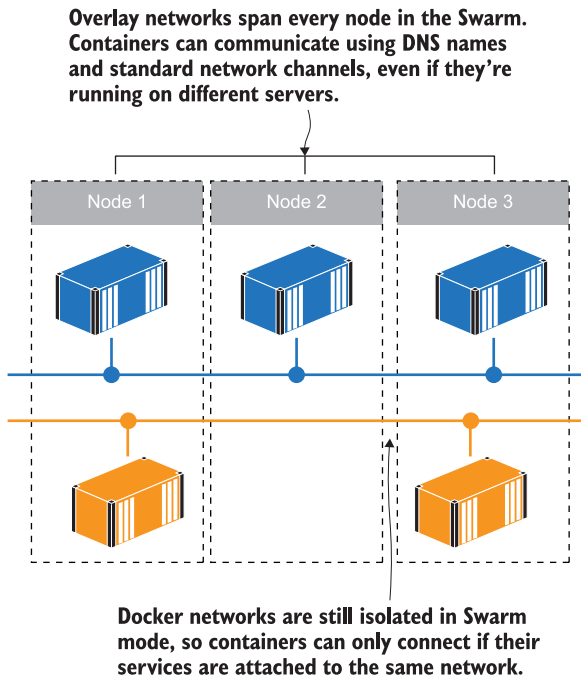 Overlay networks span every node in the Swarm.
Containers can communicate using DNS names
and standard network channels, even if they’re
running on different servers.
Node 1
Node 2
Node 3
Docker networks are still isolated in Swarm
mode, so containers can only connect if their
services are attached to the same network.